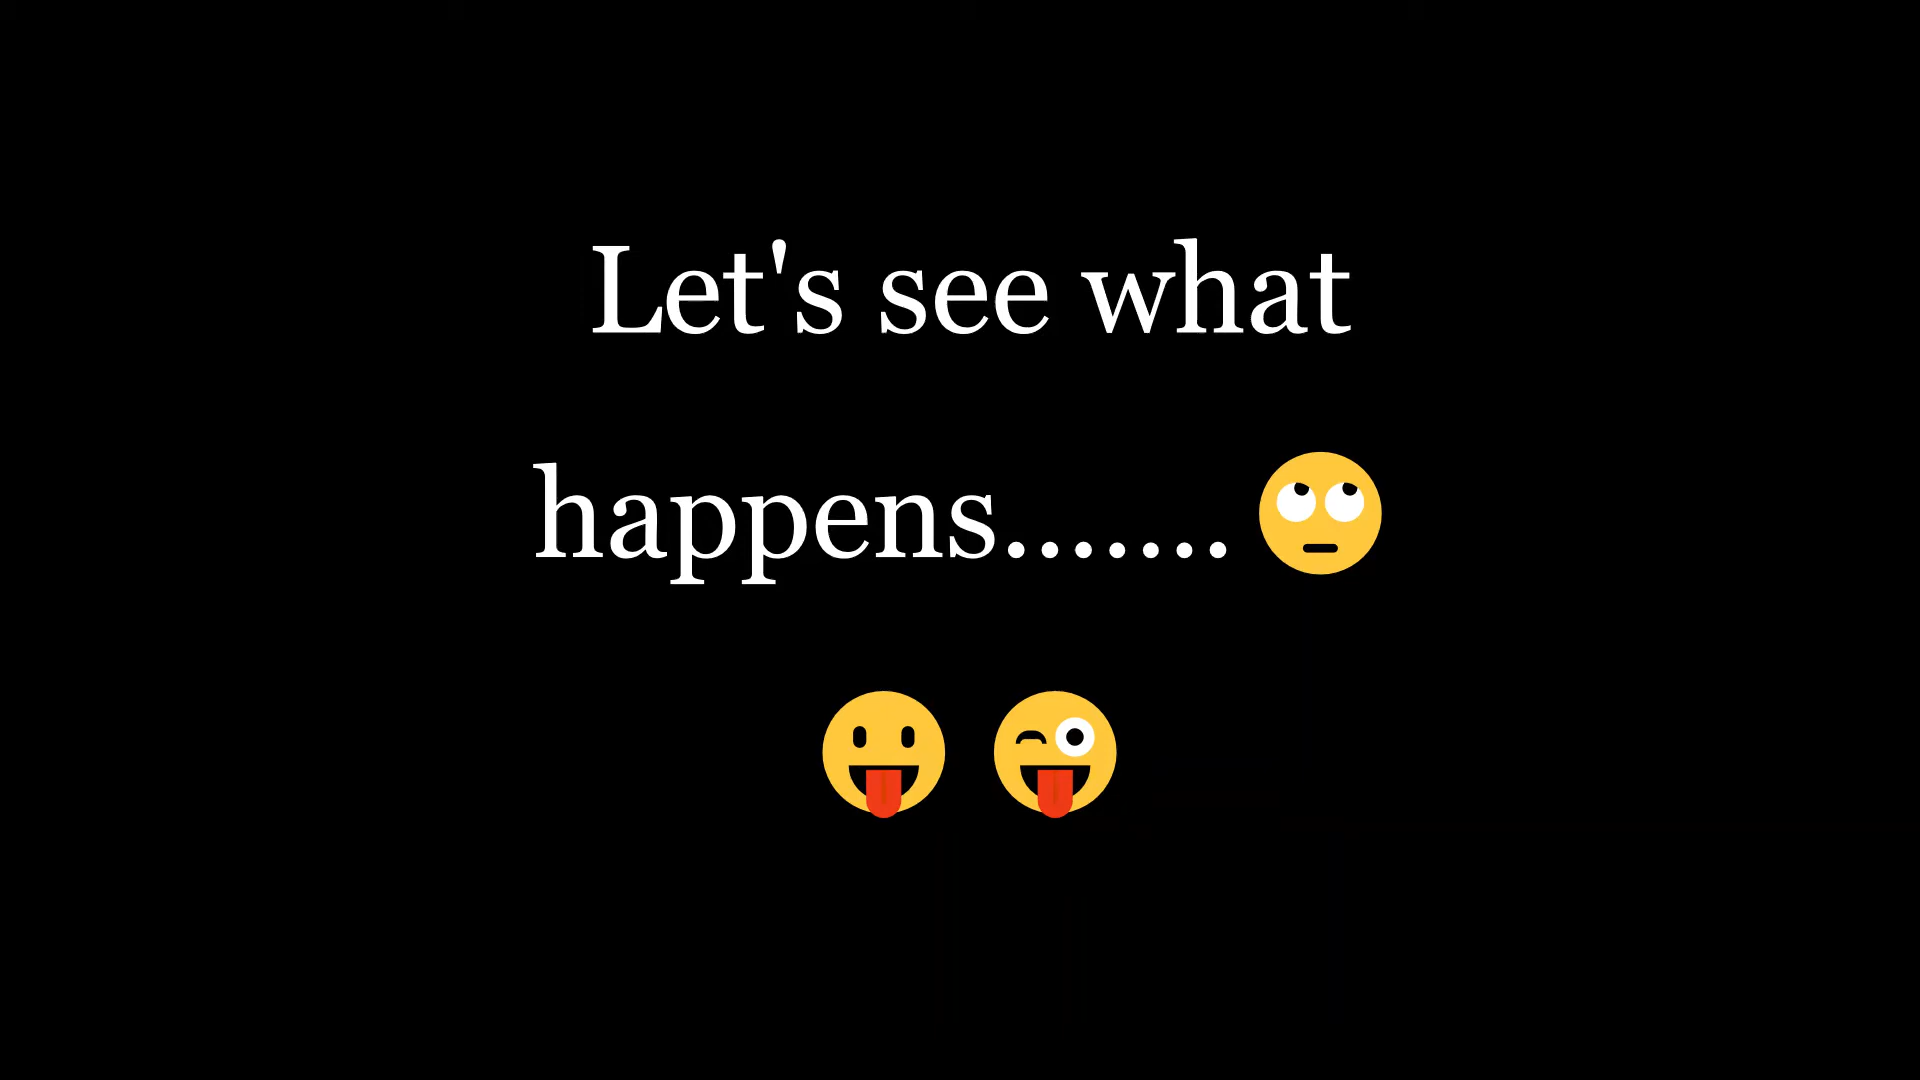 Let's see what
happens.......🙄
😛 😜